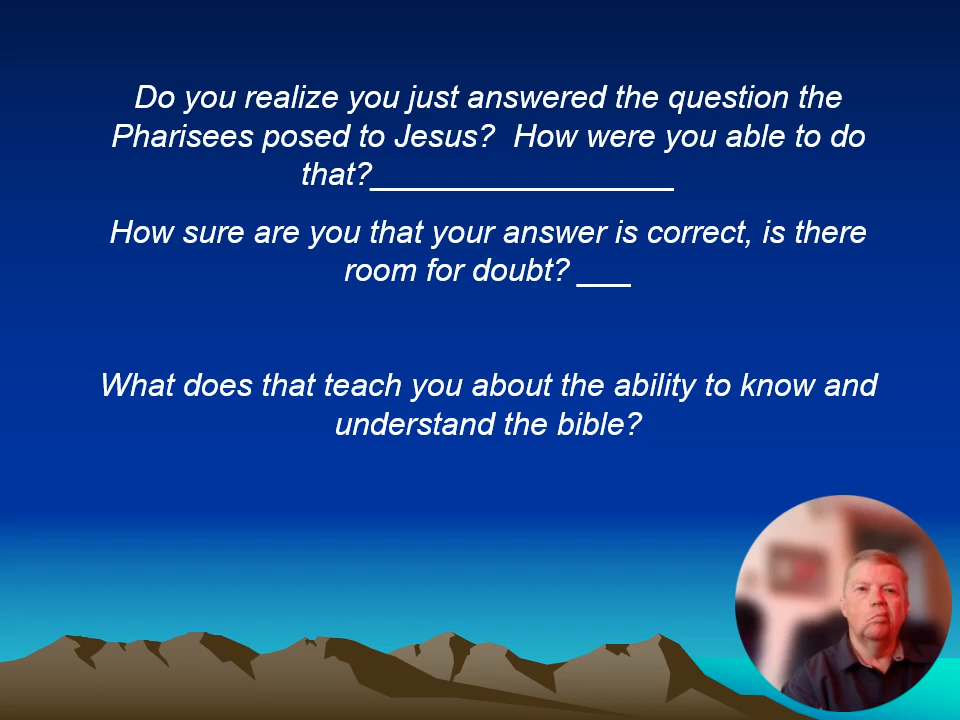 Do you realize you just answered the question the
Pharisees posed to Jesus?  How were you able to do
that?_________________
How sure are you that your answer is correct, is there
room for doubt? ___
What does that teach you about the ability to know and
understand the bible?